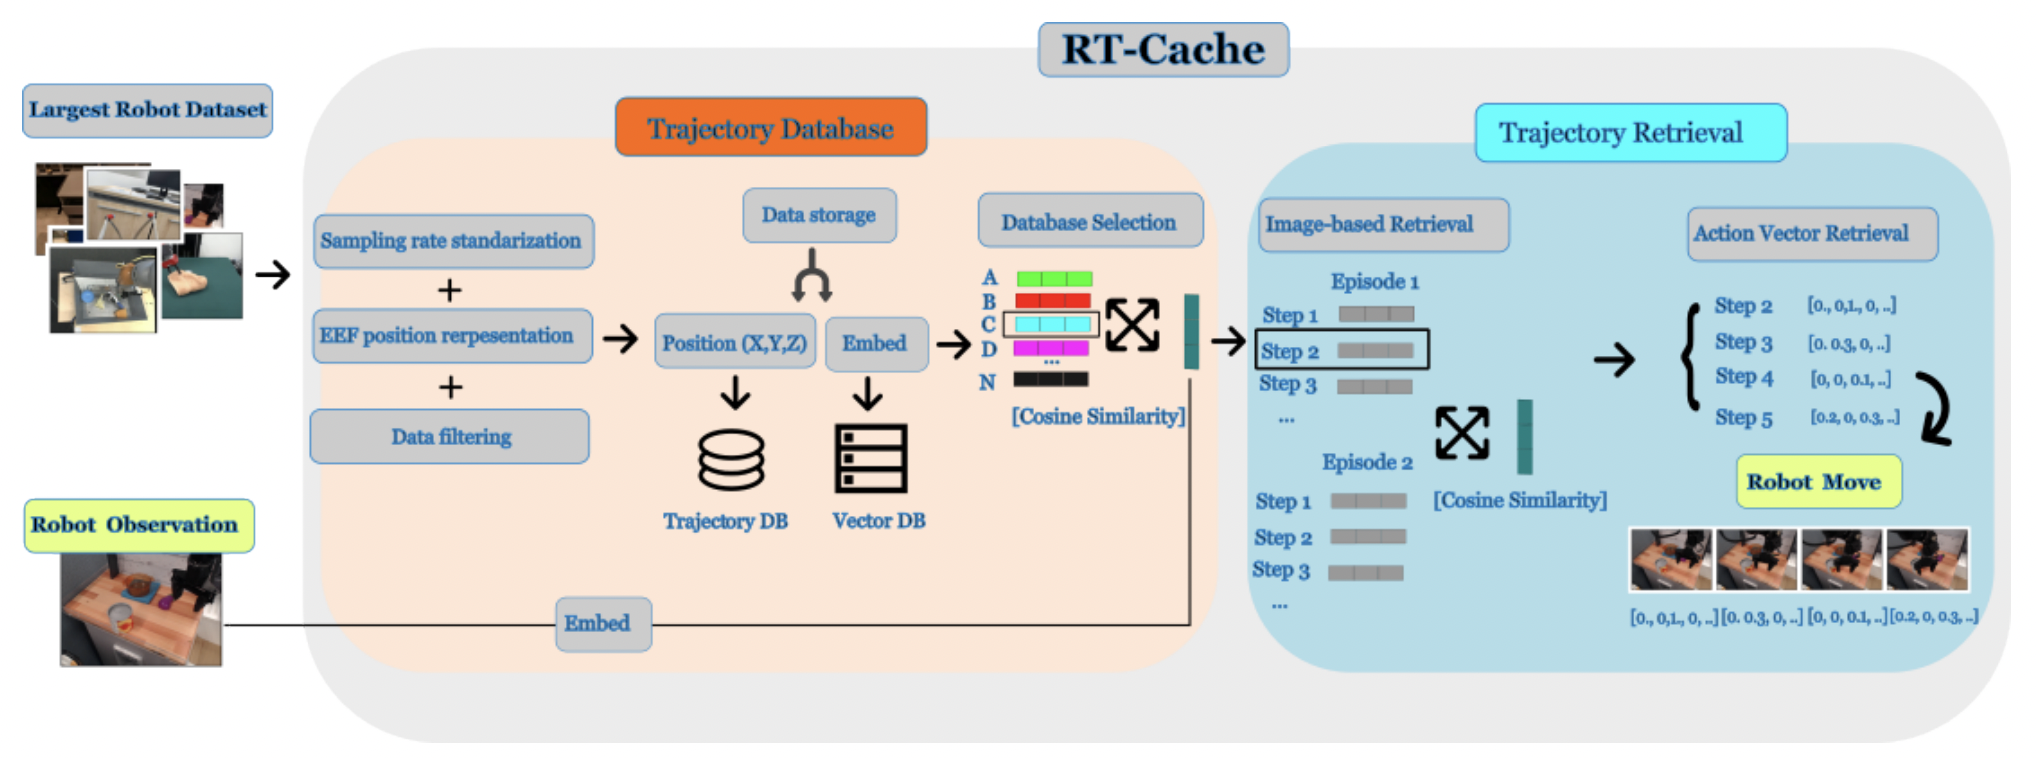 RT-Cache
Largest Robot Dataset
Trajectory Database
Trajectory Retrieval
Sampling rate standarization
+
EEF position rerpesentation
+
Data filtering
Data storage
Position (X,Y,Z)
Embed
Trajectory DB
Vector DB
Database Selection
A
B
C
D
...
N
[Cosine Similarity]
Robot Observation
Embed
Image-based Retrieval
Episode 1
Step 1
Step 2
Step 3
...
Episode 2
Step 1
Step 2
Step 3
...
[Cosine Similarity]
Action Vector Retrieval
Step 2 [0., 0,1., 0, ..]
Step 3 [0. 0.3, 0, ..]
Step 4 [0, 0, 0.1, ..]
Step 5 [0.2, 0, 0.3, ..]
Robot Move
[0., 0,1., 0, ..] [0. 0.3, 0, ..] [0, 0, 0.1, ..] [0.2, 0, 0.3, ..]